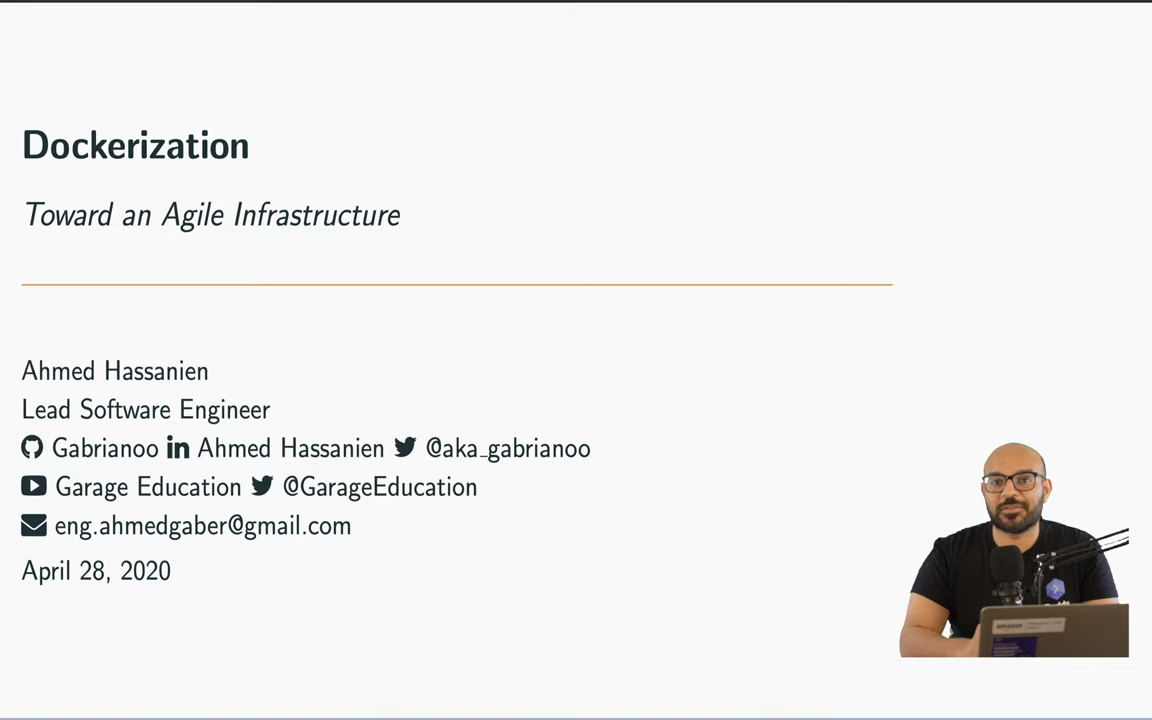 Dockerization
Toward an Agile Infrastructure
Ahmed Hassanien
Lead Software Engineer
Gabrianoo in Ahmed Hassanien @aka_gabrianoo
Garage Education @GarageEducation
eng.ahmedgaber@gmail.com
April 28, 2020